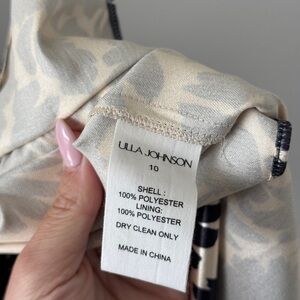 ULLA JOHNSON
10
SHELL :
100% POLYESTER
LINING:
100% POLYESTER
DRY CLEAN ONLY
MADE IN CHINA